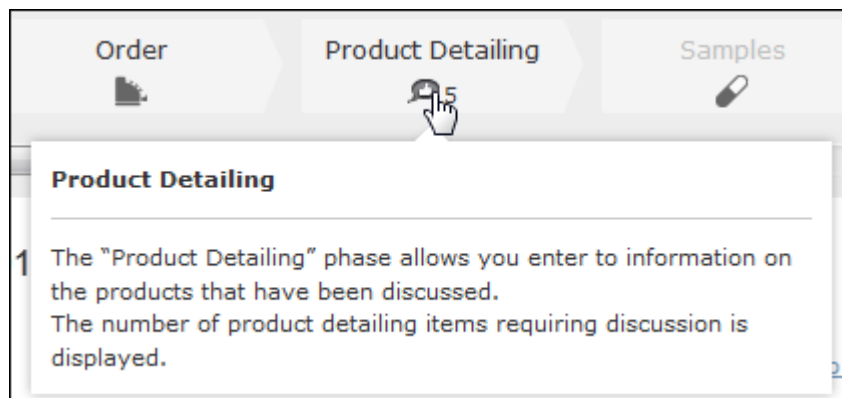 Order
Product Detailing
Samples
5
Product Detailing
1
The “Product Detailing” phase allows you enter to information on
the products that have been discussed.
The number of product detailing items requiring discussion is
displayed.